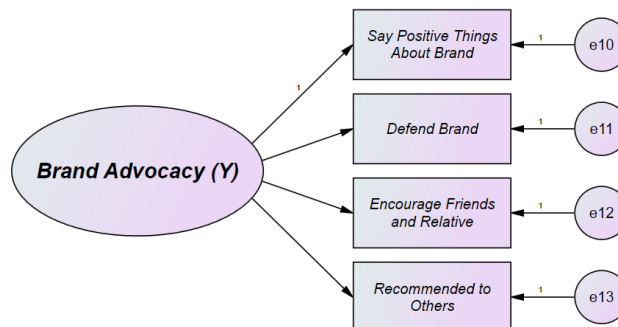 Say Positive Things
About Brand
1
e10
1
Defend Brand
1
e11
Brand Advocacy (Y)
Encourage Friends
and Relative
1
e12
Recommended to
Others
1
e13